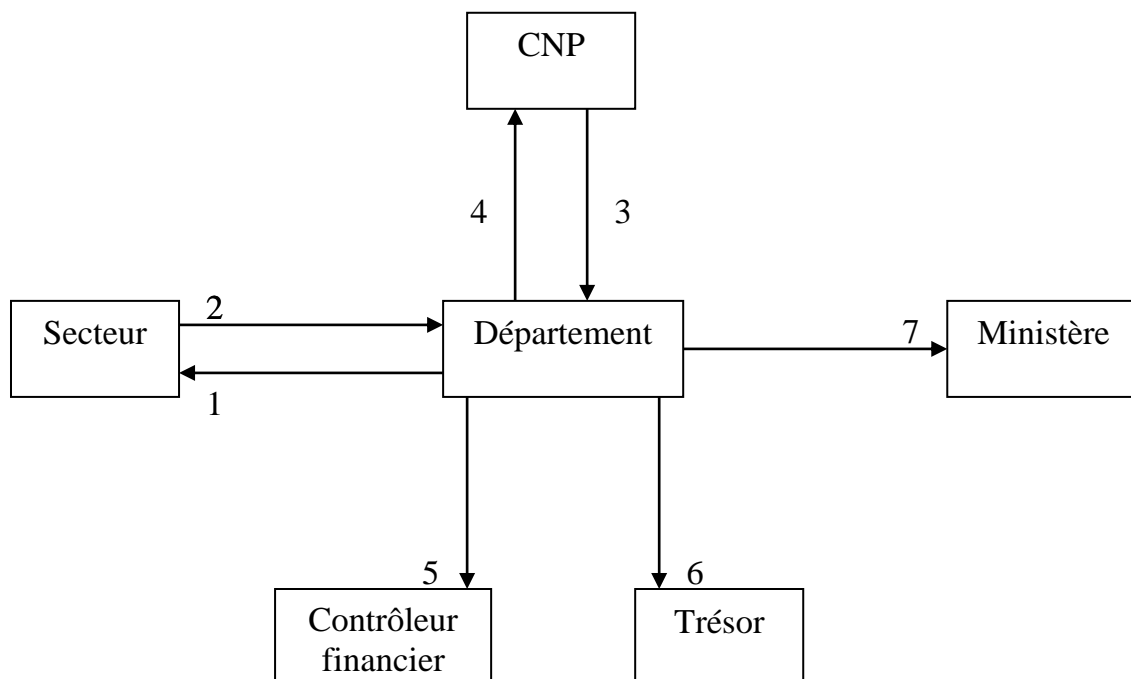 CNP
4
3
2
Secteur
Département
7
Ministère
1
5
6
Contrôleur
financier
Trésor